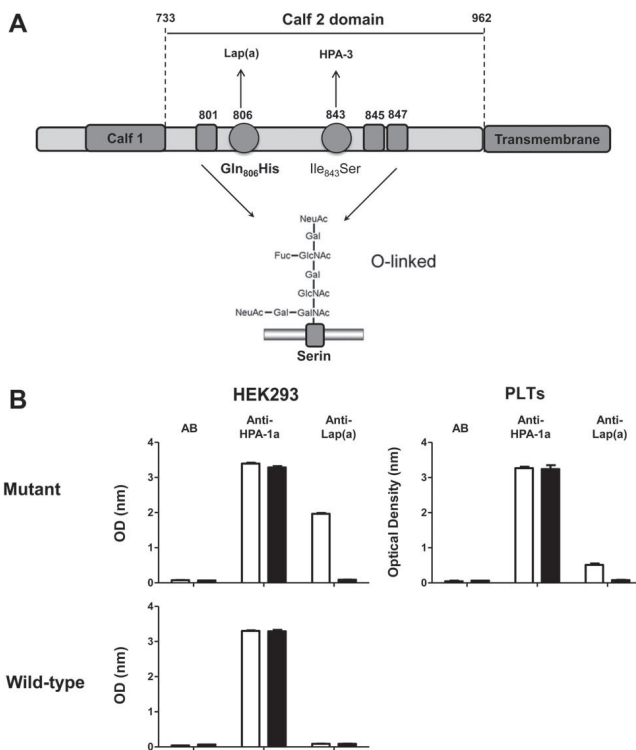 A
733
Calf 2 domain
962
Lap(a)
HPA-3
801
806
843
845
847
Calf 1
Transmembrane
Gln806His
Ile843Ser
NeuAc
Gal
Fuc GlcNAc
O-linked
Gal
GlcNAc
NeuAc Gal GalNAc
Serin
B
HEK293
PLTs
AB
Anti-
HPA-1a
Anti-
Lap(a)
AB
Anti-
HPA-1a
Anti-
Lap(a)
Mutant
OD (nm)
4
3
2
1
0
Optical Density (nm)
4
3
2
1
0
Wild-type
OD (nm)
4
3
2
1
0